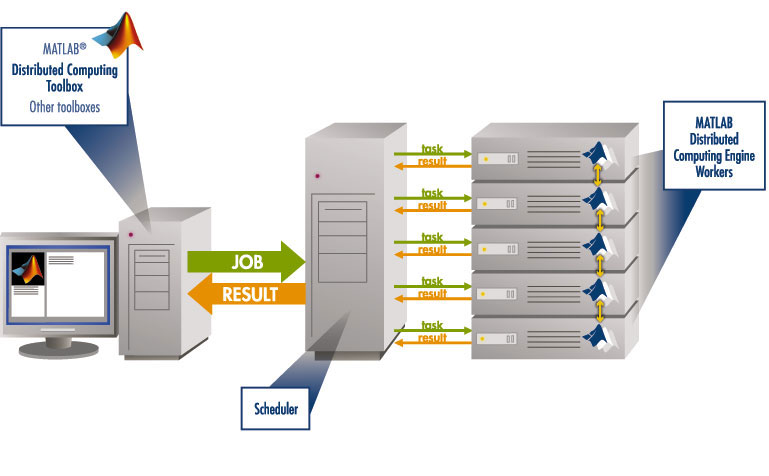 MATLAB®
Distributed Computing
Toolbox
Other toolboxes
JOB
RESULT
Scheduler
task
result
task
result
task
result
task
result
task
result
MATLAB
Distributed
Computing Engine
Workers